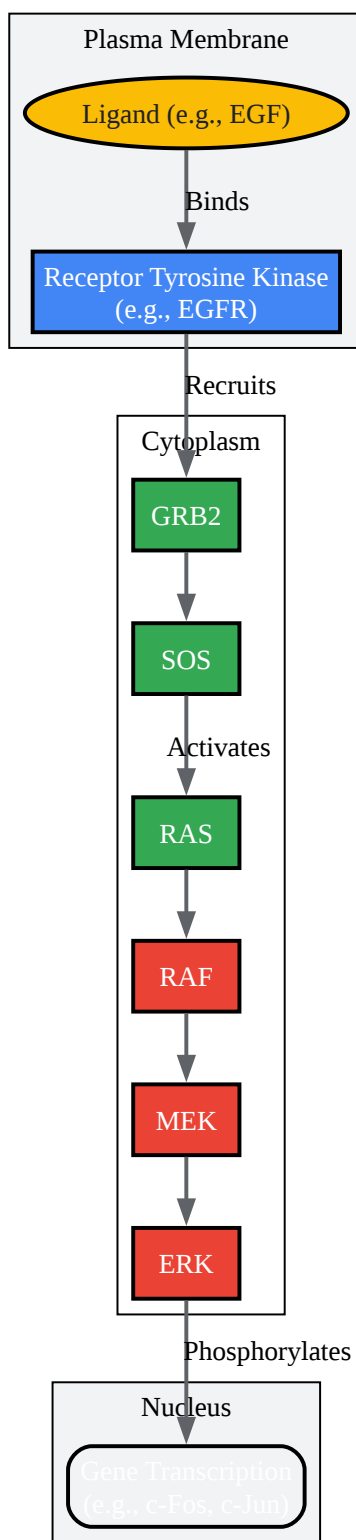 Plasma Membrane
Ligand (e.g., EGF)
Binds
Receptor Tyrosine Kinase
(e.g., EGFR)
Recruits
Cytoplasm
GRB2
SOS
Activates
RAS
RAF
MEK
ERK
Phosphorylates
Nucleus
Gene Transcription
(e.g., c-Fos, c-Jun)